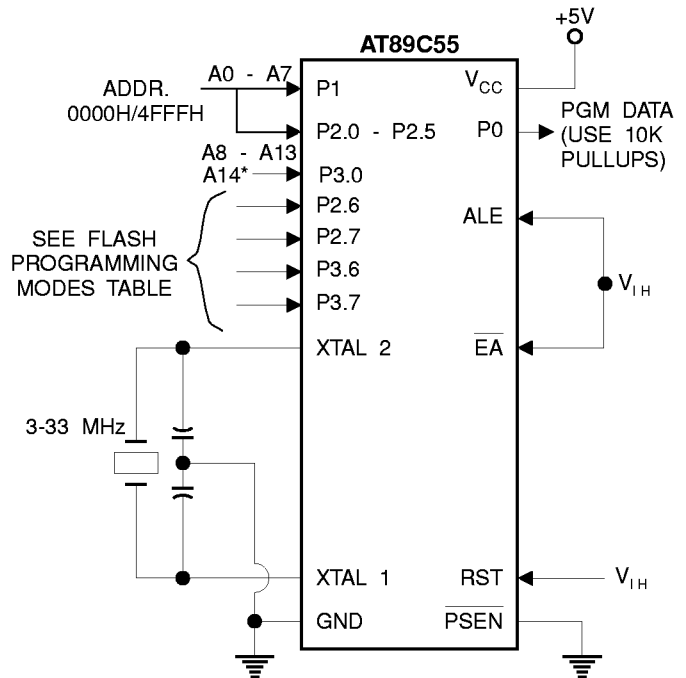 +5V
AT89C55
A0 - A7
ADDR.
0000H/4FFFH
P1
VCC
P2.0 - P2.5
P0
PGM DATA
(USE 10K
PULLUPS)
A8 - A13
A14*
P3.0
P2.6
P2.7
P3.6
P3.7
ALE
SEE FLASH
PROGRAMMING
MODES TABLE
VIH
XTAL 2
EA
3-33 MHz
XTAL 1
RST
VIH
GND
PSEN